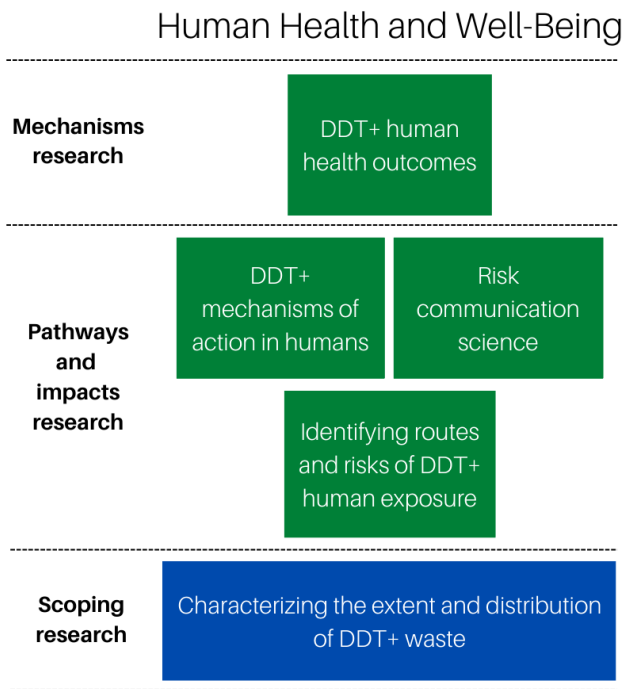 Human Health and Well-Being
Mechanisms
research
DDT+ human
health outcomes
Pathways
and
impacts
research
DDT+
mechanisms of
action in humans
Risk
communication
science
Identifying routes
and risks of DDT+
human exposure
Scoping
research
Characterizing the extent and distribution
of DDT+ waste